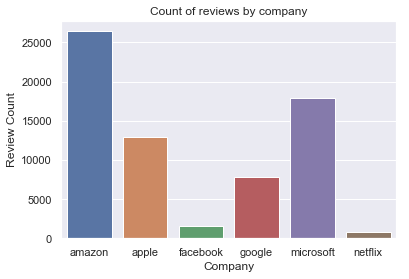 Count of reviews by company
25000
20000
15000
10000
5000
0
Review Count
amazon apple facebook google microsoft netflix
Company